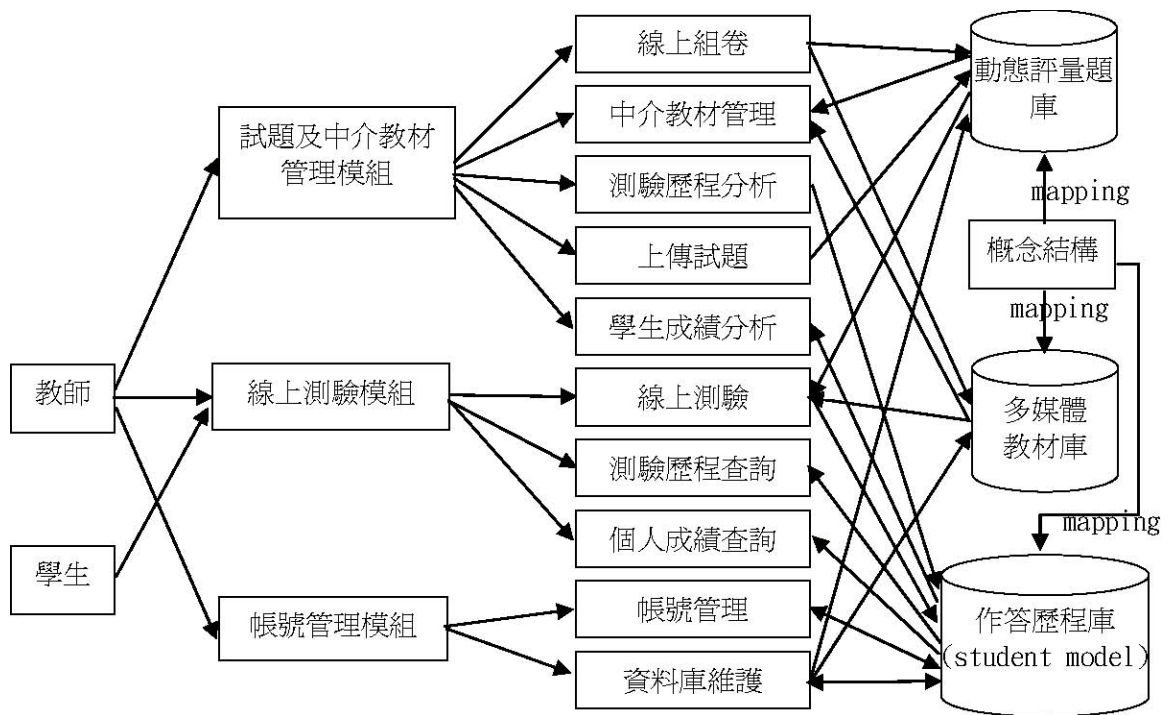 教師
學生
試題及中介教材
管理模組
線上測驗模組
帳號管理模組
線上組卷
中介教材管理
測驗歷程分析
上傳試題
學生成績分析
線上測驗
測驗歷程查詢
個人成績查詢
帳號管理
資料庫維護
動態評量題
庫
mapping
概念結構
mapping
多媒體
教材庫
mapping
作答歷程庫
(student model)